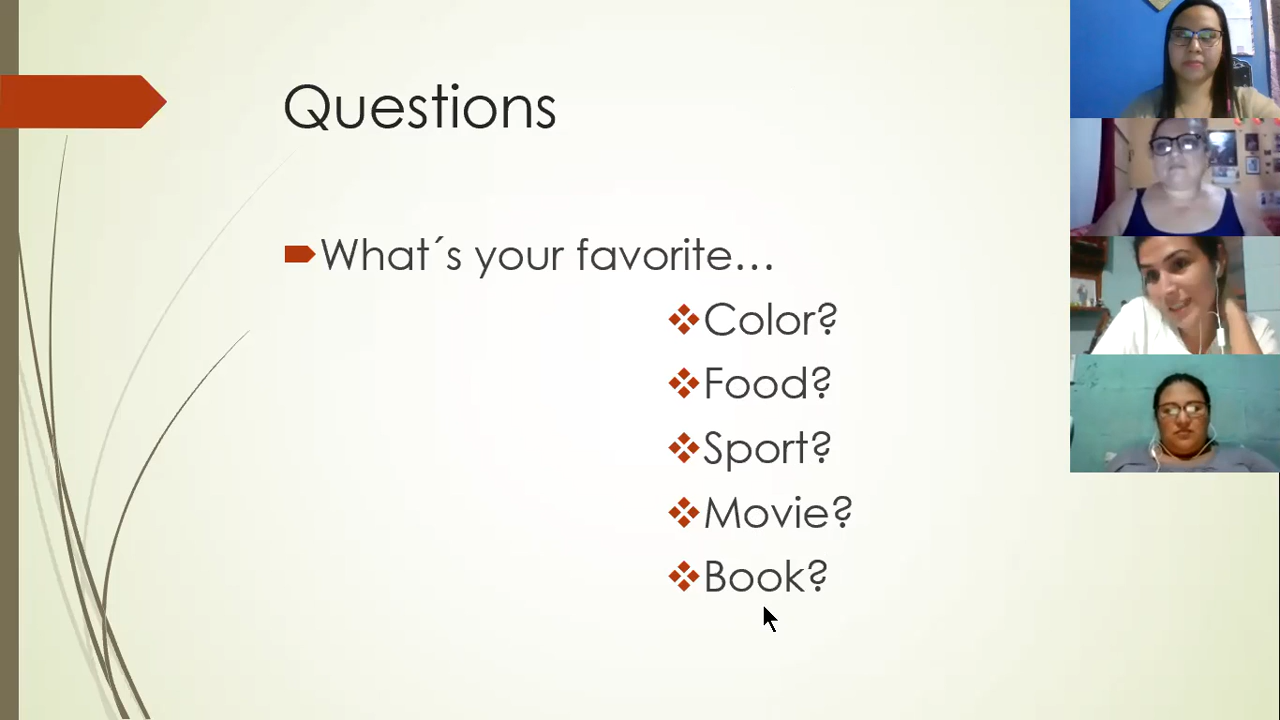 Questions
What´s your favorite…
Color?
Food?
Sport?
Movie?
Book?